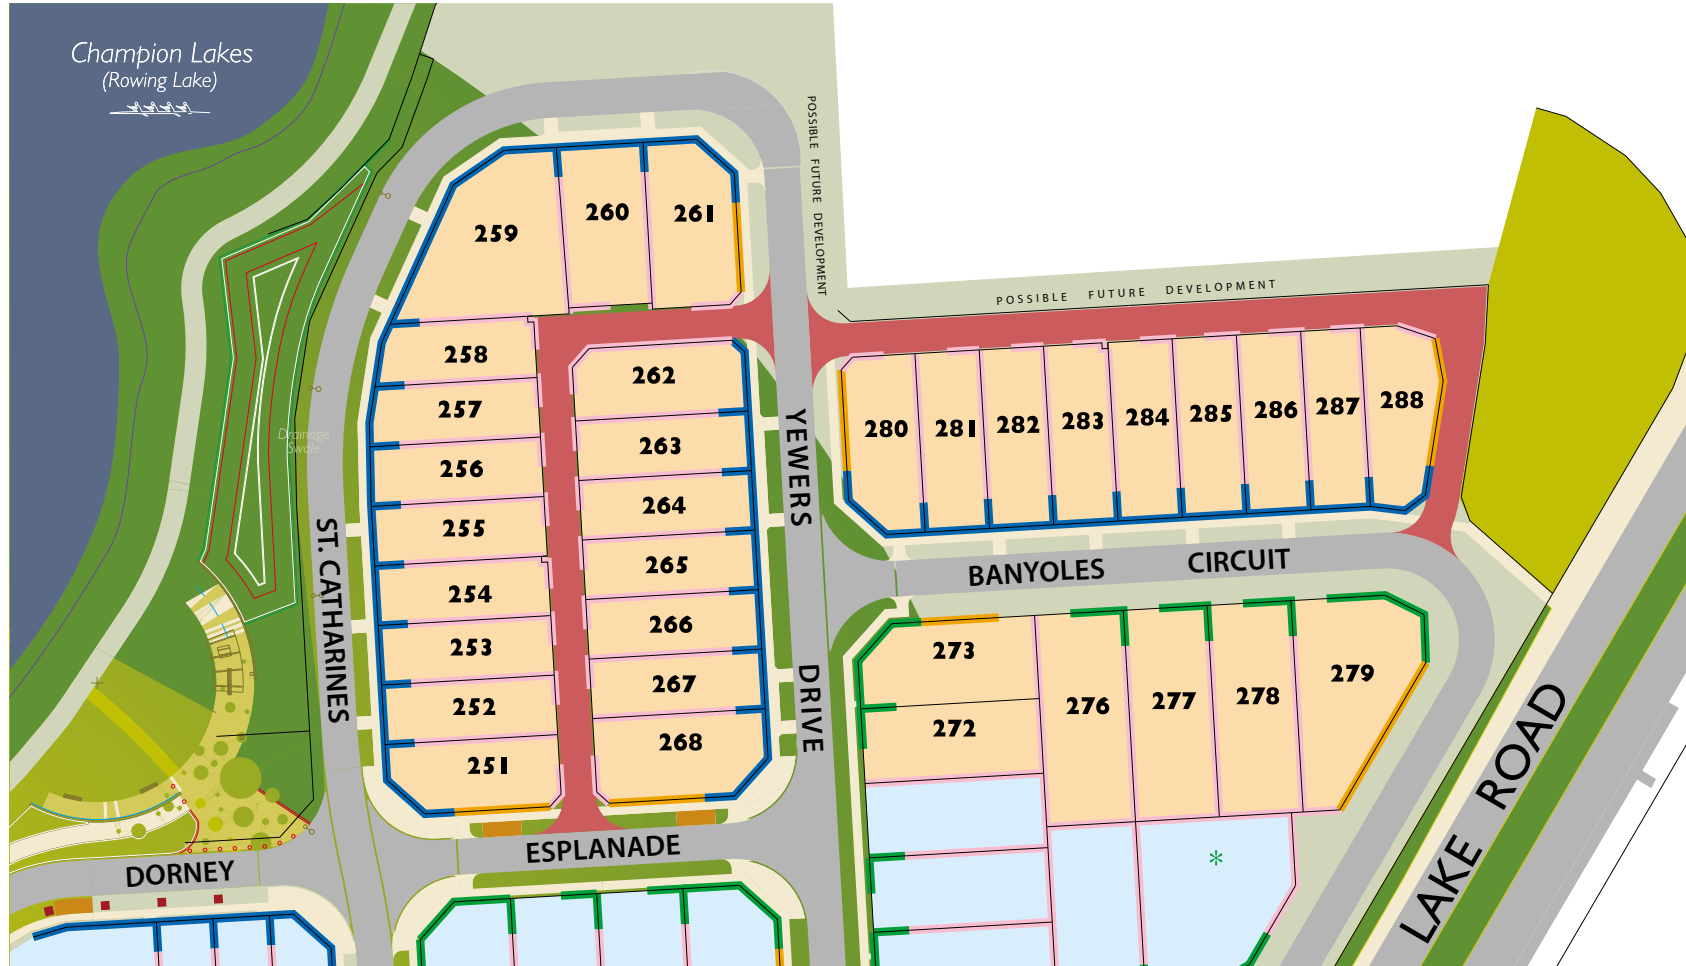 Champion Lakes
(Rowing Lake)
POSSIBLE FUTURE DEVELOPMENT
POSSIBLE FUTURE DEVELOPMENT
259
260
261
258
257
256
255
254
253
252
251
262
263
264
265
266
267
268
280
281
282
283
284
285
286
287
288
Drainage
Swale
ST. CATHARINES
YEWERS DRIVE
BANYOLES CIRCUIT
273
272
276
277
278
279
DORNEY
ESPLANADE
LAKE ROAD
*